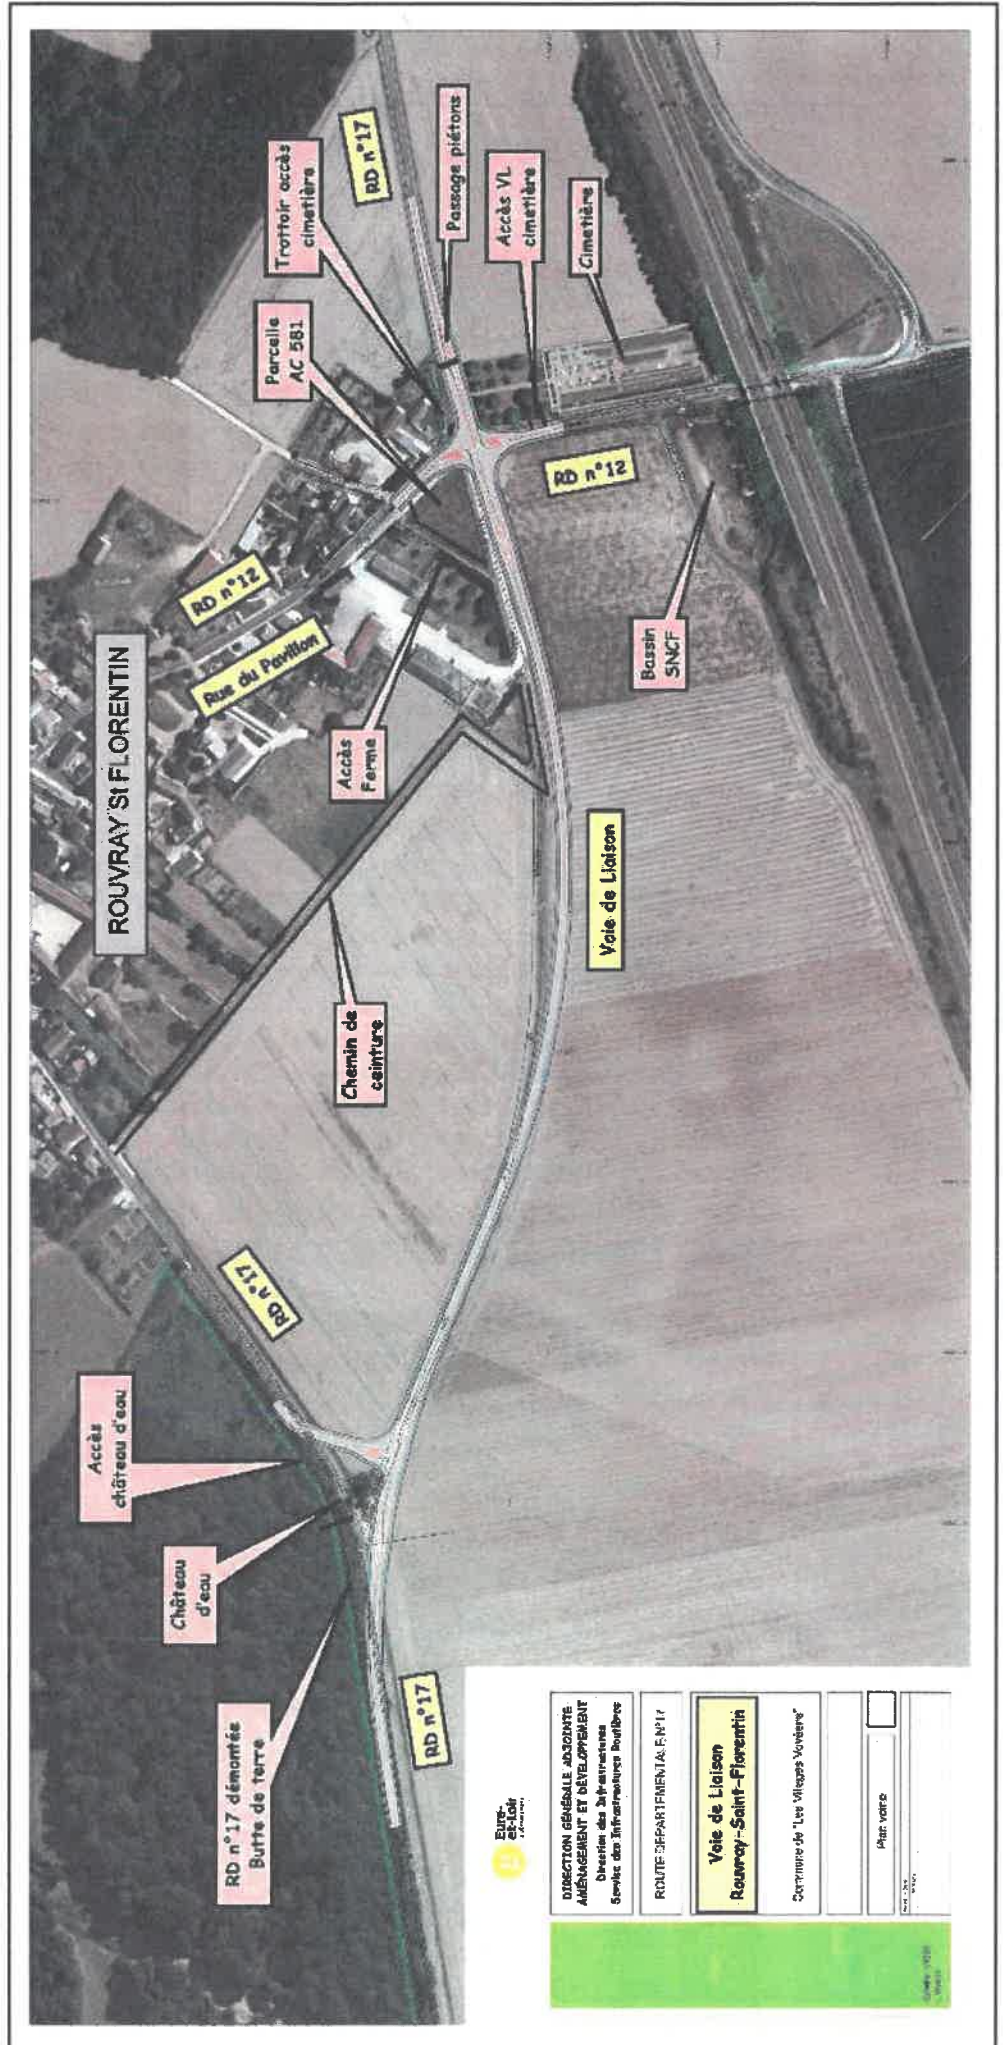 ROUVRAY St FLORENTIN
RD n°17 démontée
Butte de terre
Château
d'eau
Accès
château d'eau
RD n°17
RD n°17
Chemin de
ceinture
Voie de Liaison
Accès
Ferme
Rue du Pavillon
RD n°12
Bassin
SNCF
RD n°12
Parcelle
AC 581
Trottoir accès
cimetière
RD n°17
Passage piétons
Accès VL
cimetière
Cimetière
Eure-
et-Loir
DIRECTION GÉNÉRALE ADJOINTE
AMÉNAGEMENT ET DÉVELOPPEMENT
Direction des Infrastructures
Service des Infrastructures Routières
ROUTE DEPARTEMENTALE N°17
Voie de Liaison
Rouvray-Saint-Florentin
Commune de "Les Villages Vovéens"